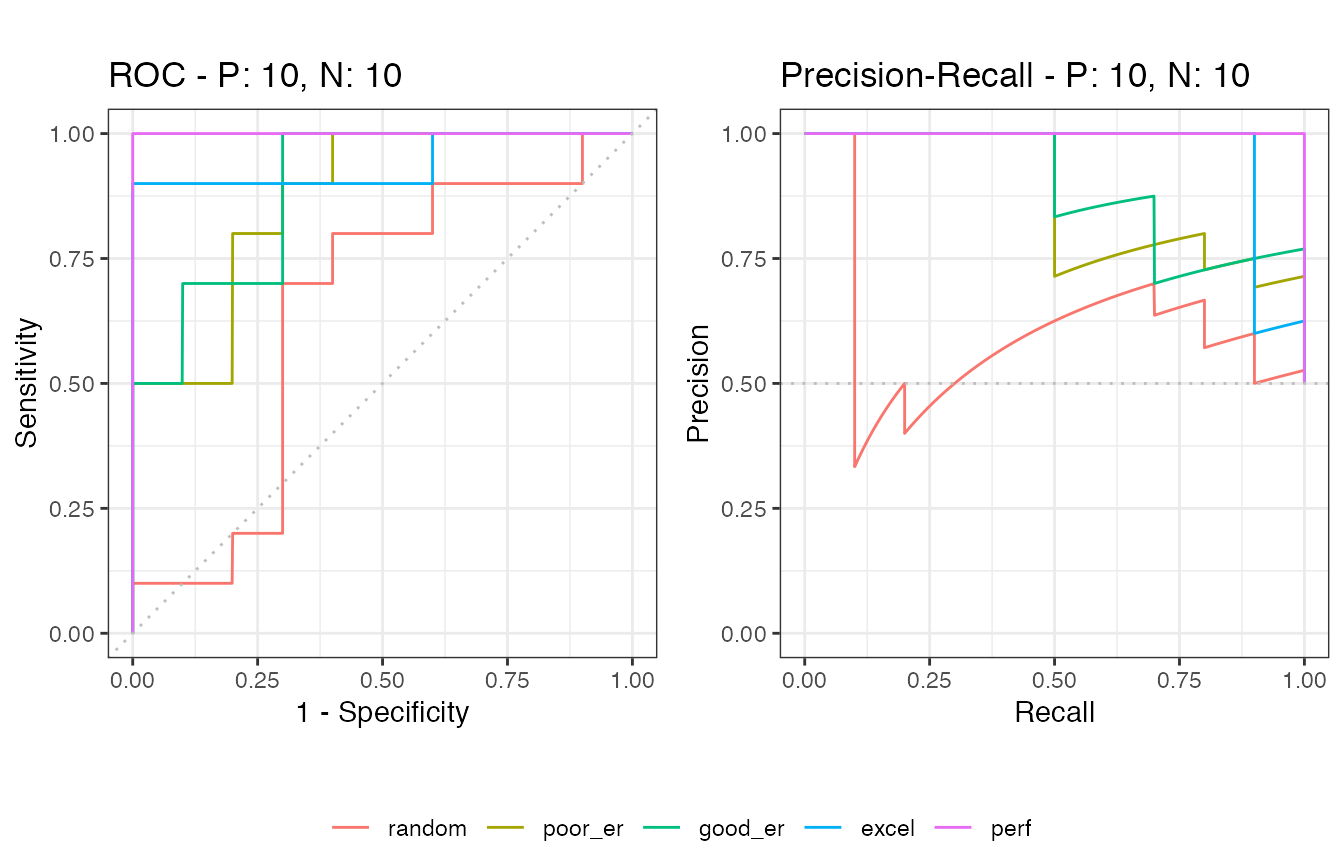 ROC - P: 10, N: 10
Precision-Recall - P: 10, N: 10
Sensitivity
1.00
0.75
0.50
0.25
0.00
0.00 0.25 0.50 0.75 1.00
1 - Specificity
Precision
1.00
0.75
0.50
0.25
0.00
0.00 0.25 0.50 0.75 1.00
Recall
random poor_er good_er excel perf